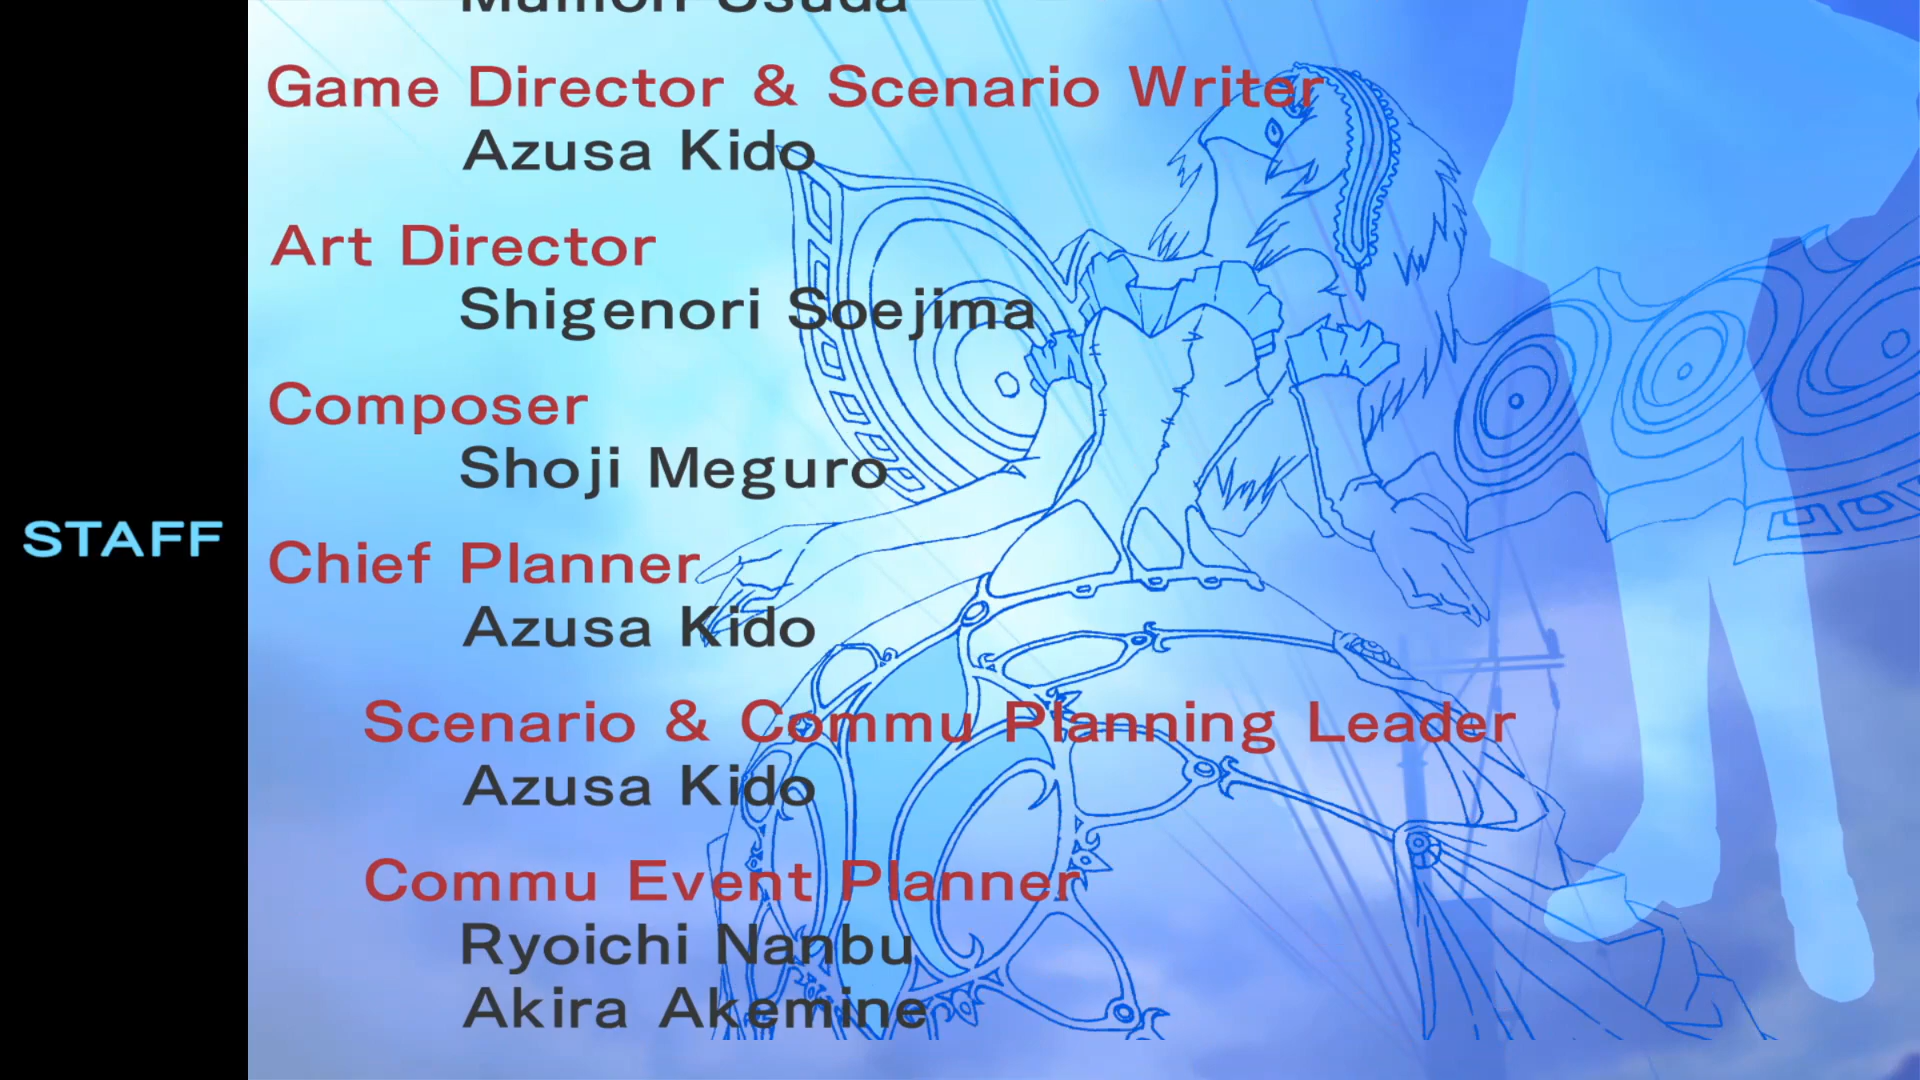 STAFF
Game Director & Scenario Writer
Azusa Kido
Art Director
Shigenori Soejima
Composer
Shoji Meguro
Chief Planner
Azusa Kido
Scenario & Commu Planning Leader
Azusa Kido
Commu Event Planner
Ryoichi Nanbu
Akira Akemine